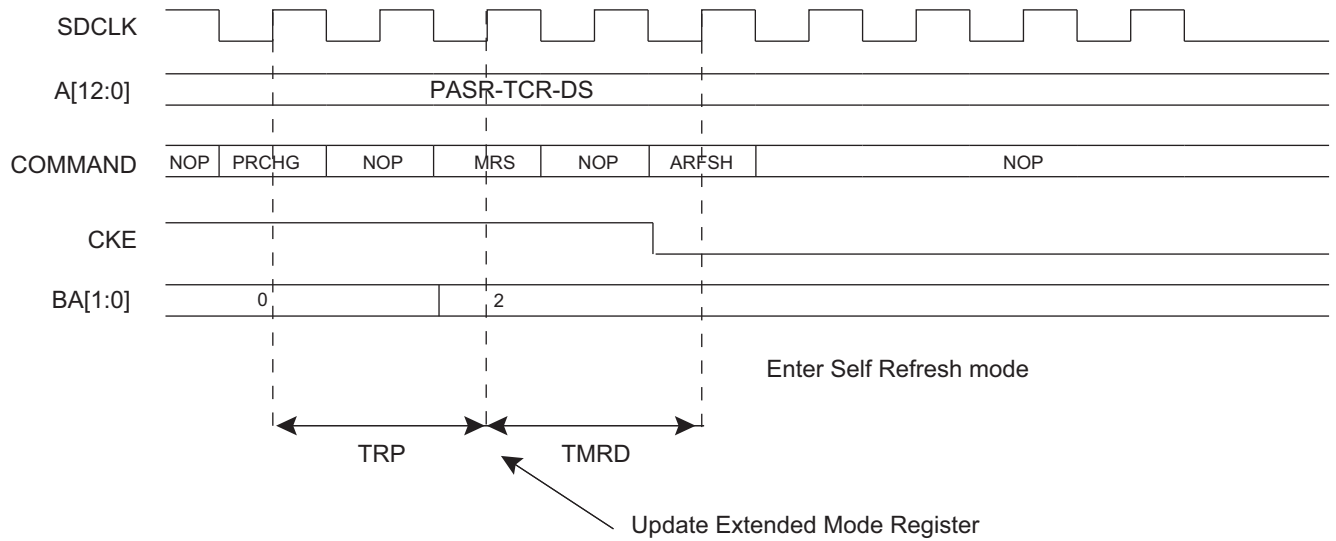 SDCLK
A[12:0] PASR-TCR-DS
COMMAND NOP PRCHG NOP MRS NOP ARFSH NOP
CKE
BA[1:0] 0 2
Enter Self Refresh mode
TRP TMRD
Update Extended Mode Register